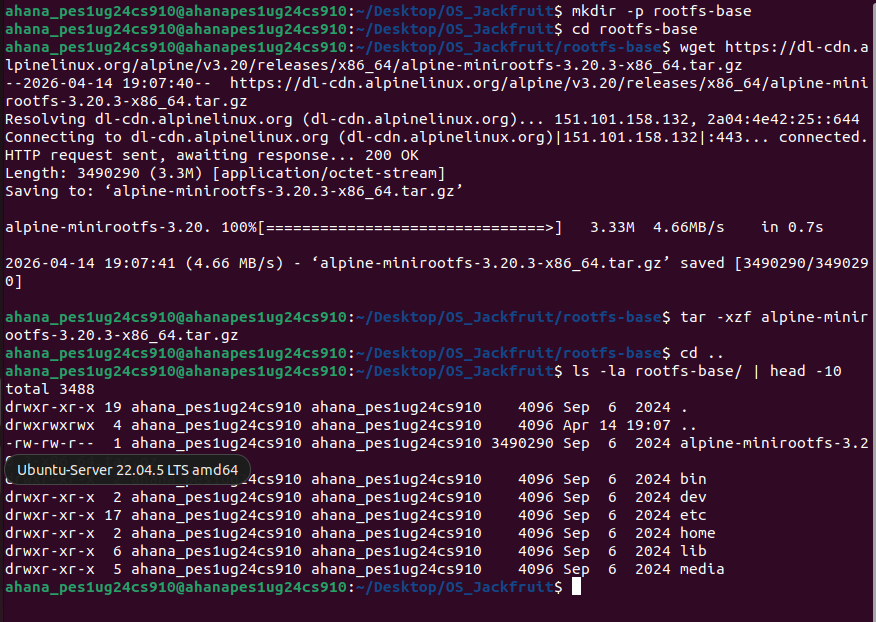 ahana_pes1ug24cs910@ahanapes1ug24cs910:~/Desktop/OS_Jackfruit$ mkdir -p rootfs-base
ahana_pes1ug24cs910@ahanapes1ug24cs910:~/Desktop/OS_Jackfruit$ cd rootfs-base
ahana_pes1ug24cs910@ahanapes1ug24cs910:~/Desktop/OS_Jackfruit/rootfs-base$ wget https://dl-cdn.a
lpinelinux.org/alpine/v3.20/releases/x86_64/alpine-minirootfs-3.20.3-x86_64.tar.gz
--2026-04-14 19:07:40--  https://dl-cdn.alpinelinux.org/alpine/v3.20/releases/x86_64/alpine-mini
rootfs-3.20.3-x86_64.tar.gz
Resolving dl-cdn.alpinelinux.org (dl-cdn.alpinelinux.org)... 151.101.158.132, 2a04:4e42:25::644
Connecting to dl-cdn.alpinelinux.org (dl-cdn.alpinelinux.org)|151.101.158.132|:443... connected.
HTTP request sent, awaiting response... 200 OK
Length: 3490290 (3.3M) [application/octet-stream]
Saving to: ‘alpine-minirootfs-3.20.3-x86_64.tar.gz’
alpine-minirootfs-3.20. 100%[===============================>]   3.33M  4.66MB/s    in 0.7s
2026-04-14 19:07:41 (4.66 MB/s) - ‘alpine-minirootfs-3.20.3-x86_64.tar.gz’ saved [3490290/349029
0]
ahana_pes1ug24cs910@ahanapes1ug24cs910:~/Desktop/OS_Jackfruit/rootfs-base$ tar -xzf alpine-minir
ootfs-3.20.3-x86_64.tar.gz
ahana_pes1ug24cs910@ahanapes1ug24cs910:~/Desktop/OS_Jackfruit/rootfs-base$ cd ..
ahana_pes1ug24cs910@ahanapes1ug24cs910:~/Desktop/OS_Jackfruit$ ls -la rootfs-base/ | head -10
total 3488
drwxr-xr-x 19 ahana_pes1ug24cs910 ahana_pes1ug24cs910    4096 Sep  6  2024 .
drwxrwxrwx  4 ahana_pes1ug24cs910 ahana_pes1ug24cs910    4096 Apr 14 19:07 ..
-rw-rw-r--  1 ahana_pes1ug24cs910 ahana_pes1ug24cs910 3490290 Sep  6  2024 alpine-minirootfs-3.2
Ubuntu-Server 22.04.5 LTS amd64
drwxr-xr-x  2 ahana_pes1ug24cs910 ahana_pes1ug24cs910    4096 Sep  6  2024 bin
drwxr-xr-x  2 ahana_pes1ug24cs910 ahana_pes1ug24cs910    4096 Sep  6  2024 dev
drwxr-xr-x 17 ahana_pes1ug24cs910 ahana_pes1ug24cs910    4096 Sep  6  2024 etc
drwxr-xr-x  2 ahana_pes1ug24cs910 ahana_pes1ug24cs910    4096 Sep  6  2024 home
drwxr-xr-x  6 ahana_pes1ug24cs910 ahana_pes1ug24cs910    4096 Sep  6  2024 lib
drwxr-xr-x  5 ahana_pes1ug24cs910 ahana_pes1ug24cs910    4096 Sep  6  2024 media
ahana_pes1ug24cs910@ahanapes1ug24cs910:~/Desktop/OS_Jackfruit$